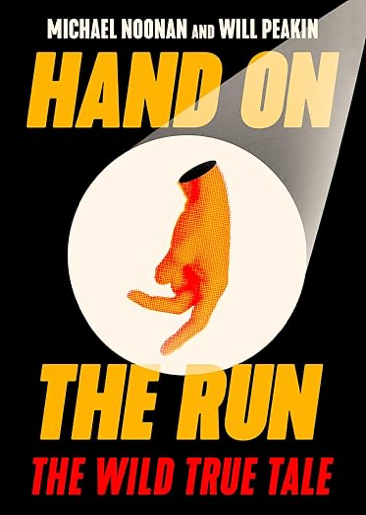 MICHAEL NOONAN AND WILL PEAKIN
HAND ON
THE RUN
THE WILD TRUE TALE